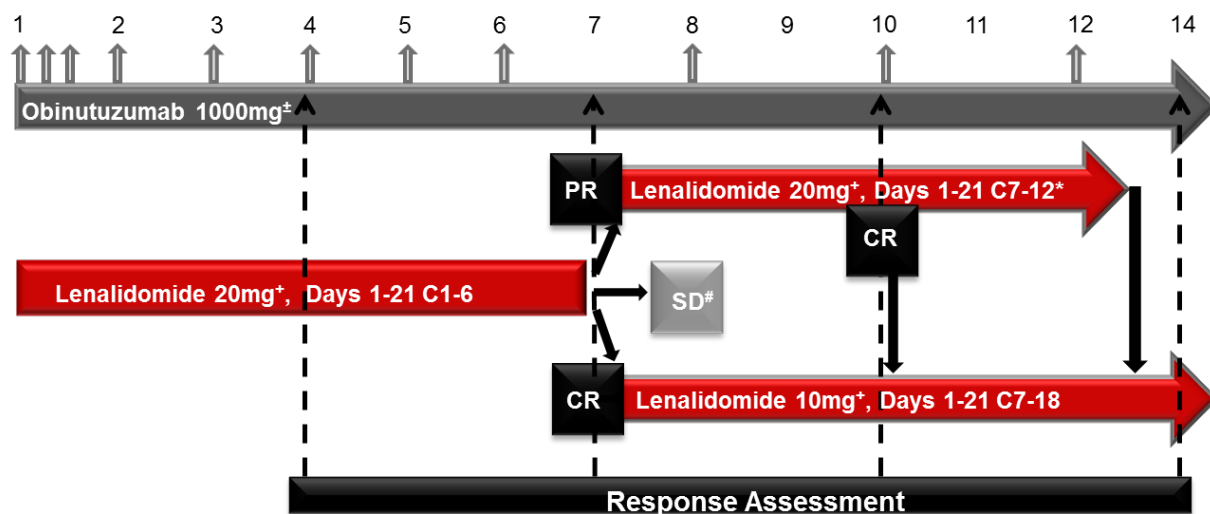 1 2 3 4 5 6 7 8 9 10 11 12 14
Obinutuzumab 1000mg±
PR
Lenalidomide 20mg+, Days 1-21 C7-12*
CR
Lenalidomide 20mg+, Days 1-21 C1-6
SD#
CR
Lenalidomide 10mg+, Days 1-21 C7-18
Response Assessment